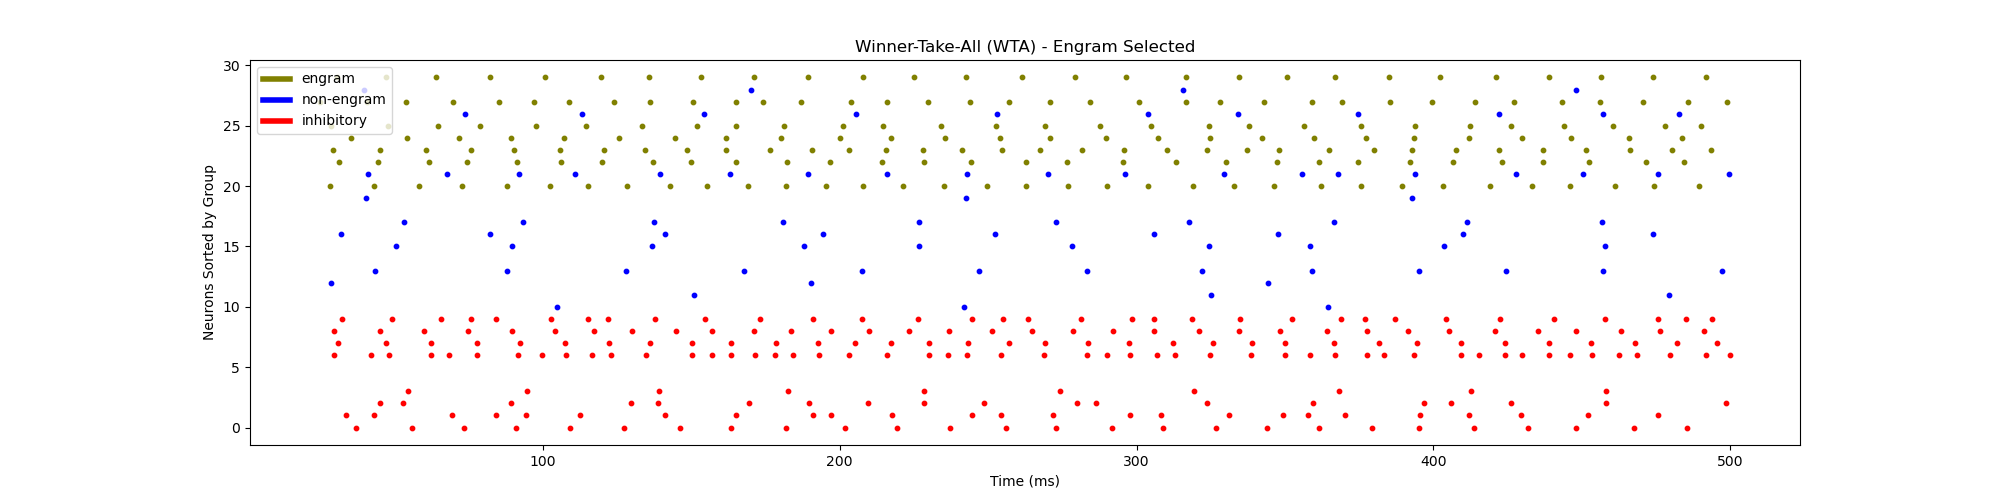 Winner-Take-All (WTA) - Engram Selected
engram
non-engram
inhibitory
Neurons Sorted by Group
30
25
20
15
10
5
0
100
200
300
400
500
Time (ms)